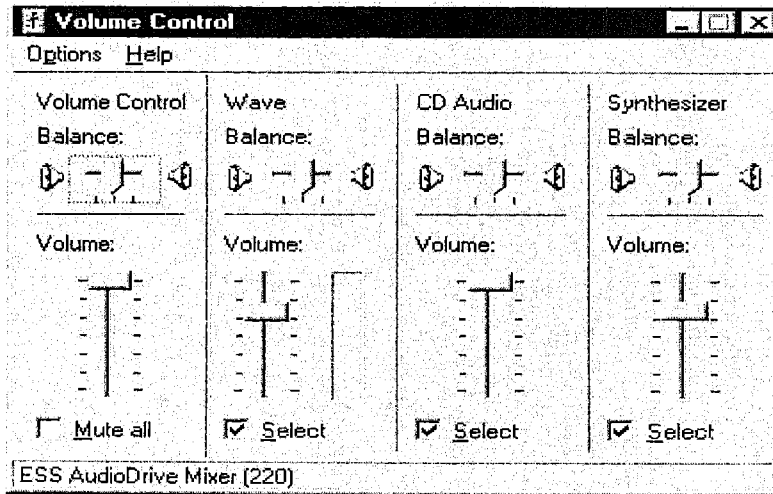 Volume Control
Options Help
Volume Control
Balance:
Volume:
Mute all
Wave
Balance:
Volume:
Select
CD Audio
Balance:
Volume:
Select
Synthesizer
Balance:
Volume:
Select
ESS AudioDrive Mixer (220)